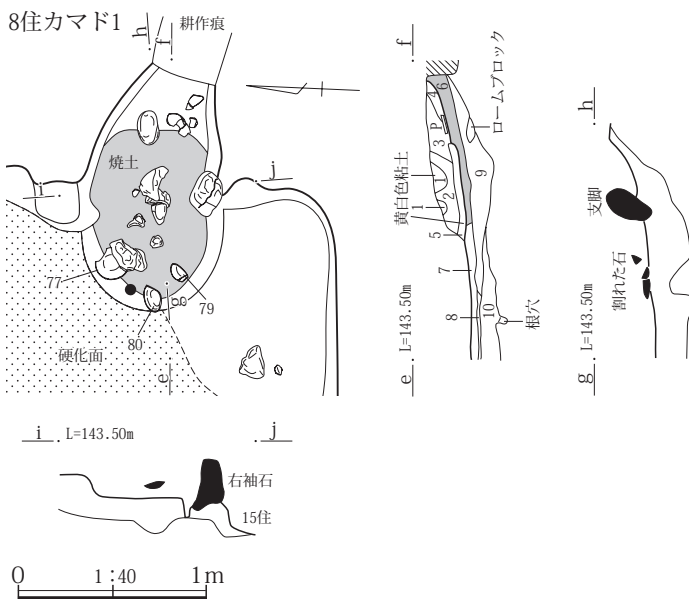 8住カマド1
h
f
耕作痕
焼土
i
j
77
79
80
g
硬化面
e
f
ロームブロック
6
4
P
3
9
黄白色粘土
1
2
1
5
7
8
10
根穴
e . L=143.50m
h
支脚
割れた石
g . L=143.50m
i . L=143.50m . j
右袖石
15住
0 1:40 1m